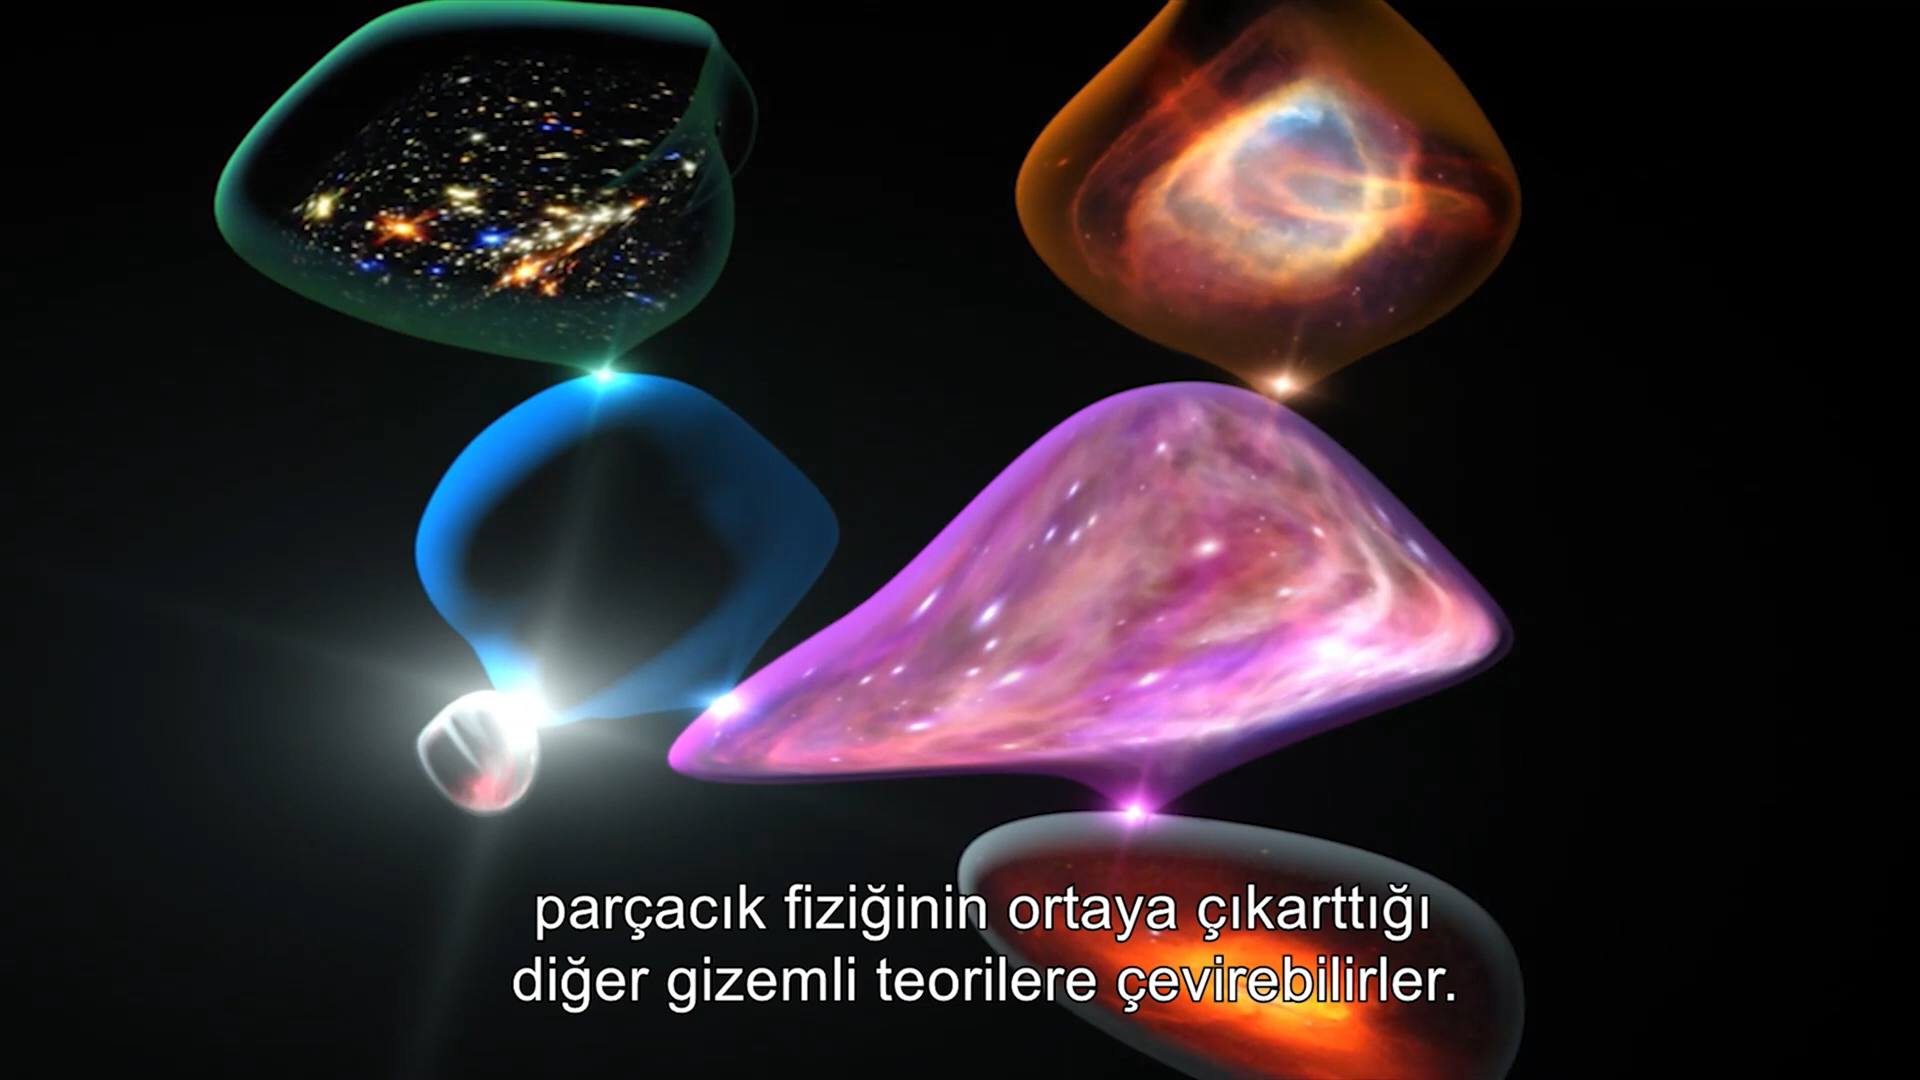 parçacık fiziğinin ortaya çıkarttığı
diğer gizemli teorilere çevirebilirler.